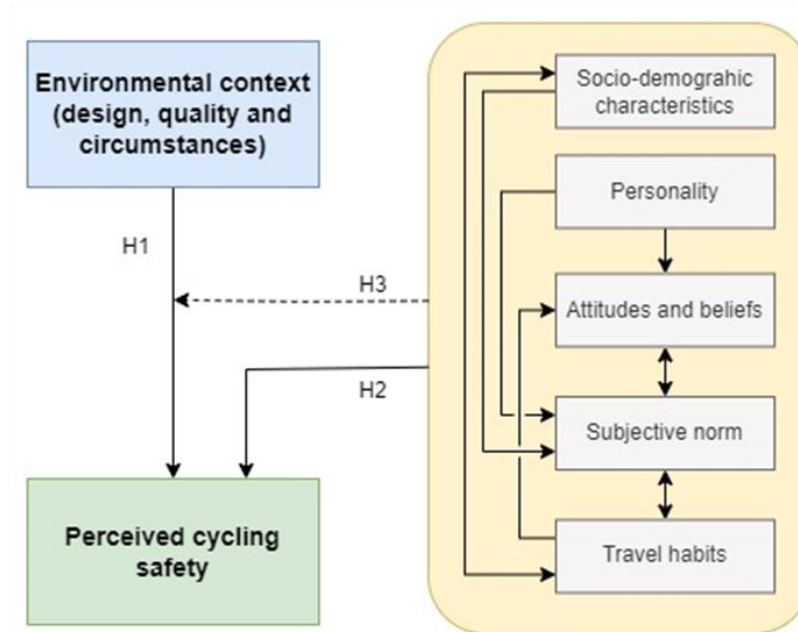 Environmental context
(design, quality and
circumstances)
Socio-demograhic
characteristics
Personality
H1
H3
Attitudes and beliefs
H2
Subjective norm
Perceived cycling
safety
Travel habits